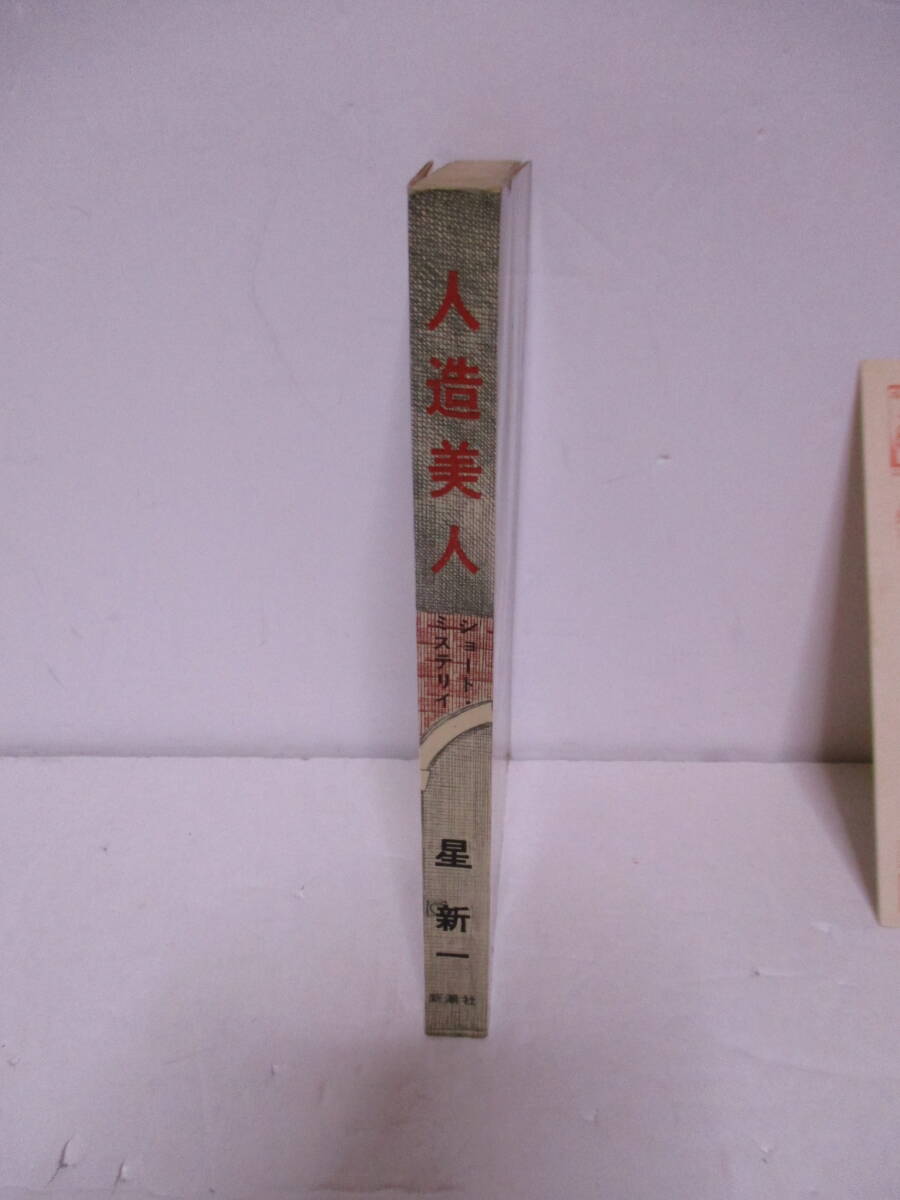 人造美人
ショート・
ミステリイ
星新一
新潮社